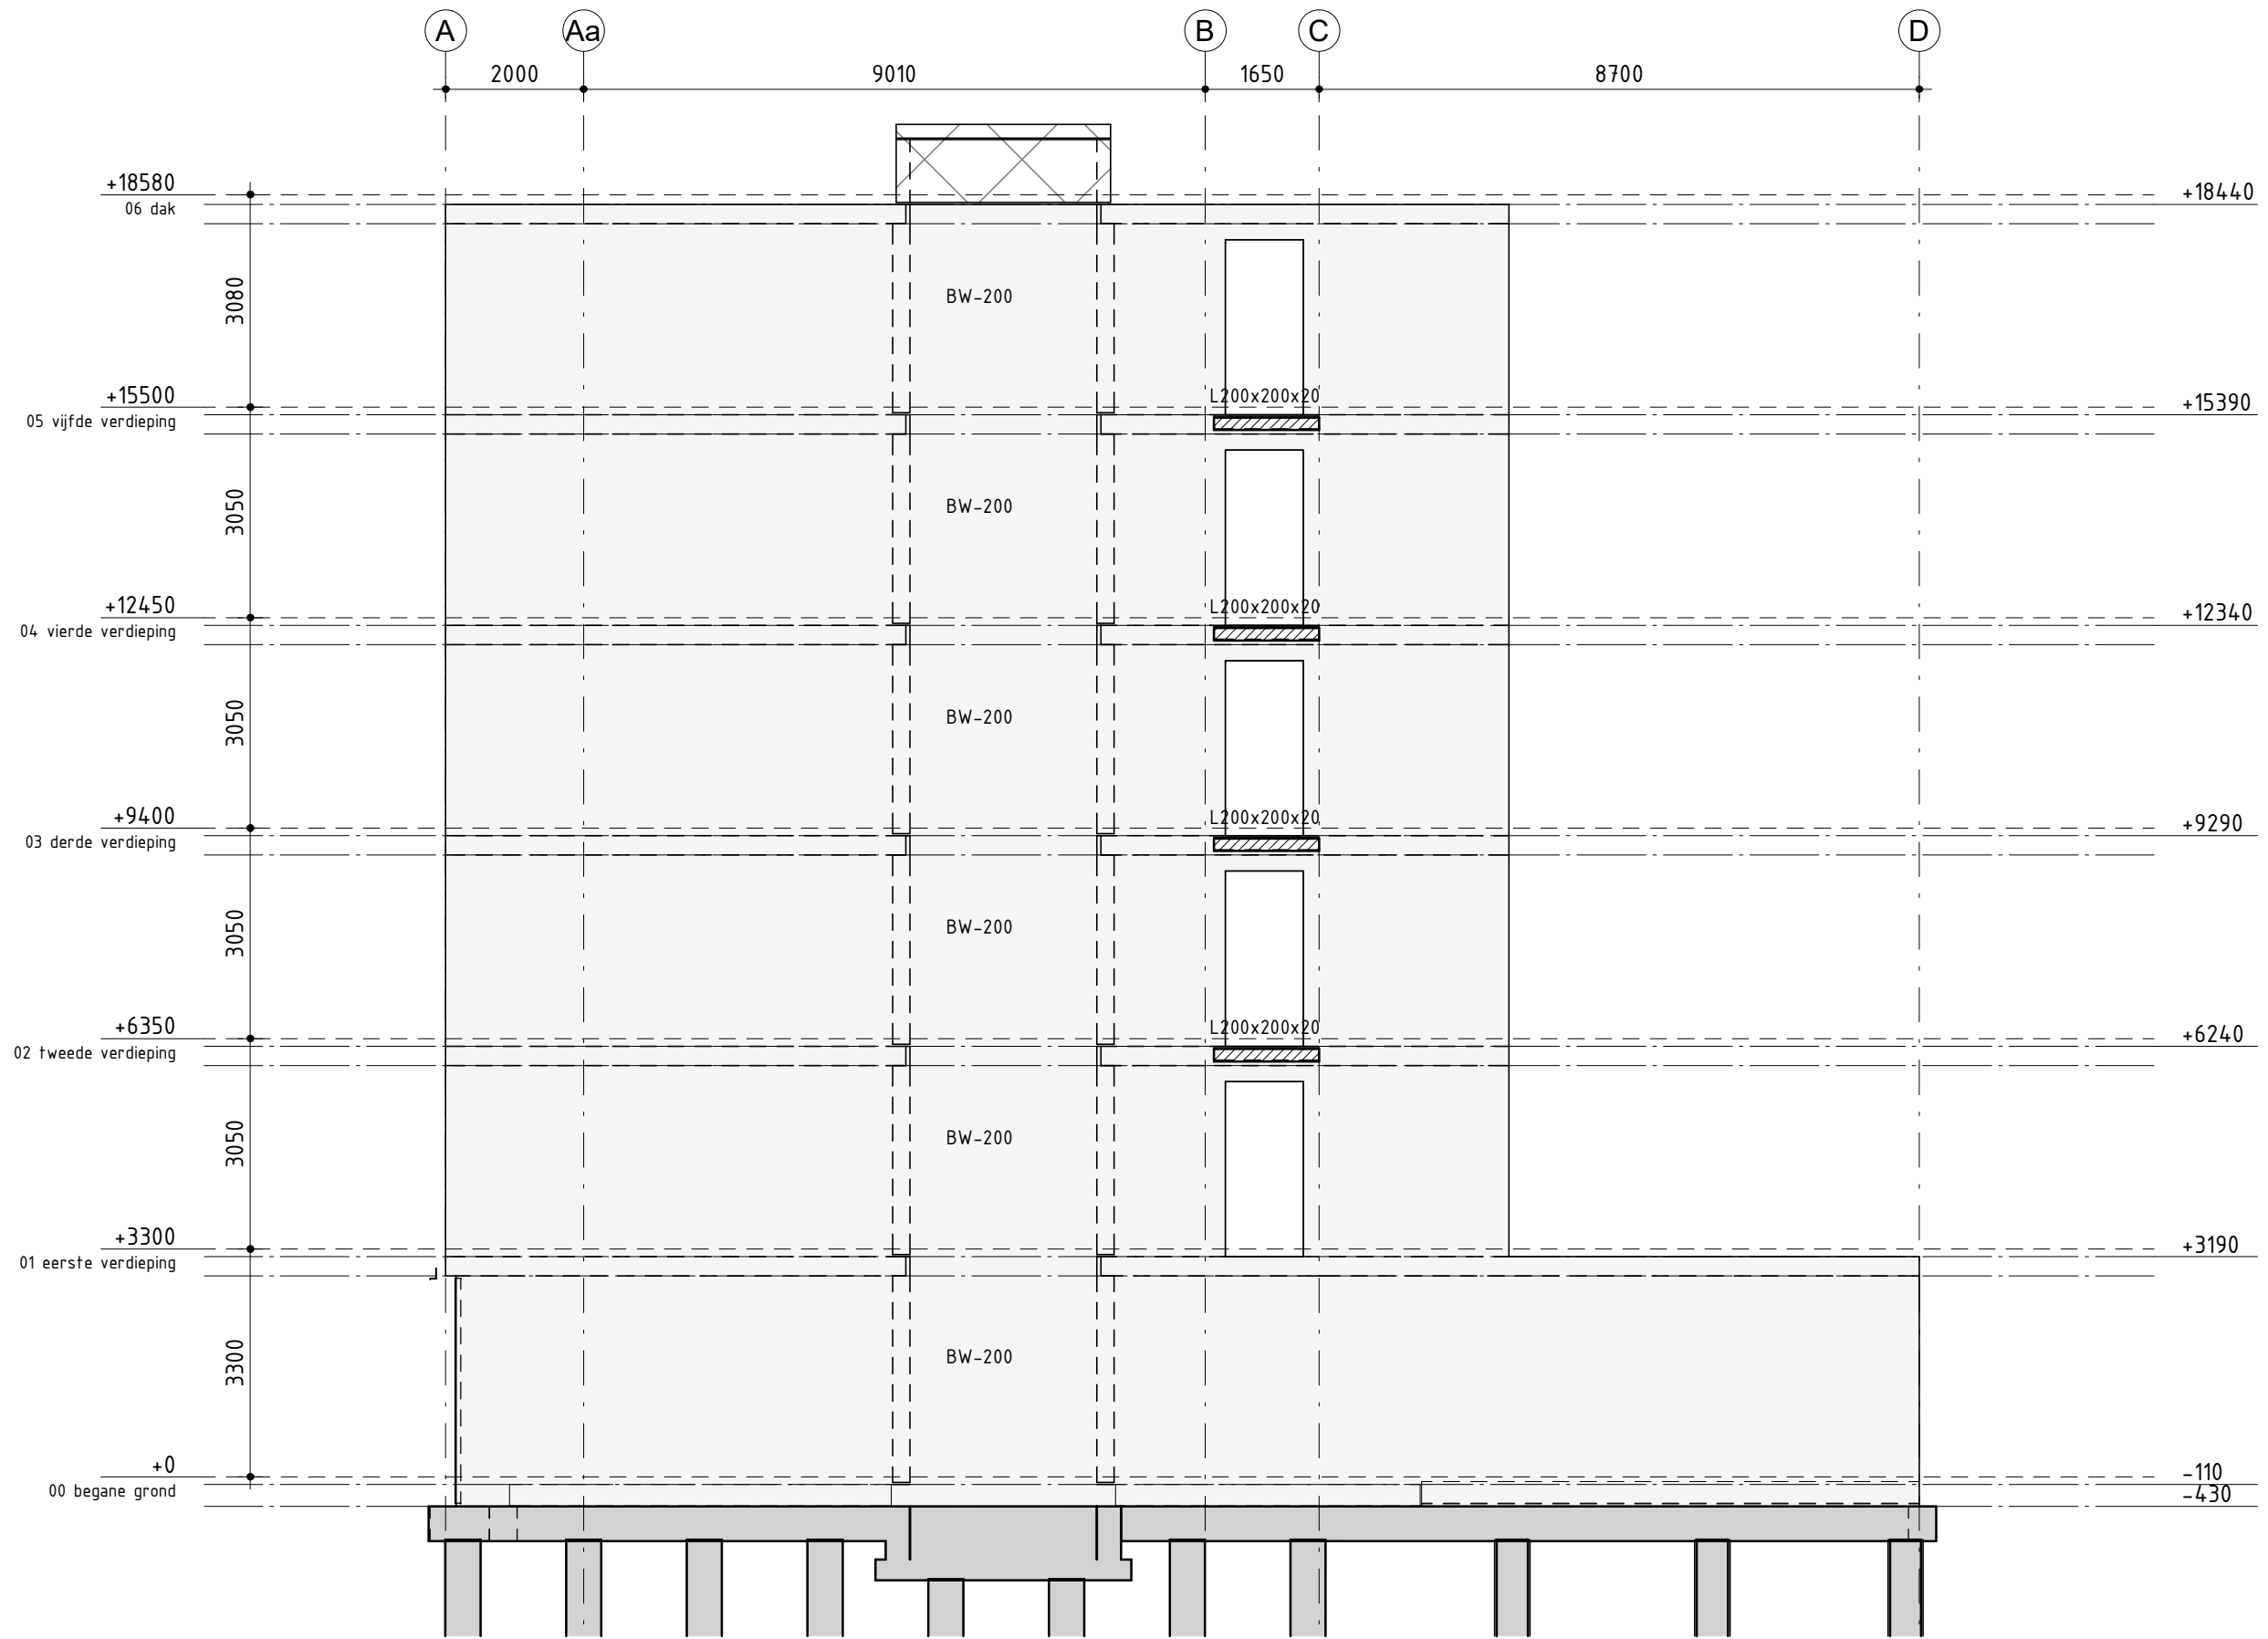 A Aa B C D
2000 9010 1650 8700
+18580 +18440
06 dak
3080
BW-200
L200x200x20
+15500 +15390
05 vijfde verdieping
3050
BW-200
L200x200x20
+12450 +12340
04 vierde verdieping
3050
BW-200
L200x200x20
+9400 +9290
03 derde verdieping
3050
BW-200
L200x200x20
+6350 +6240
02 tweede verdieping
3050
BW-200
+3300 +3190
01 eerste verdieping
3300
BW-200
+0 -110
00 begane grond -430